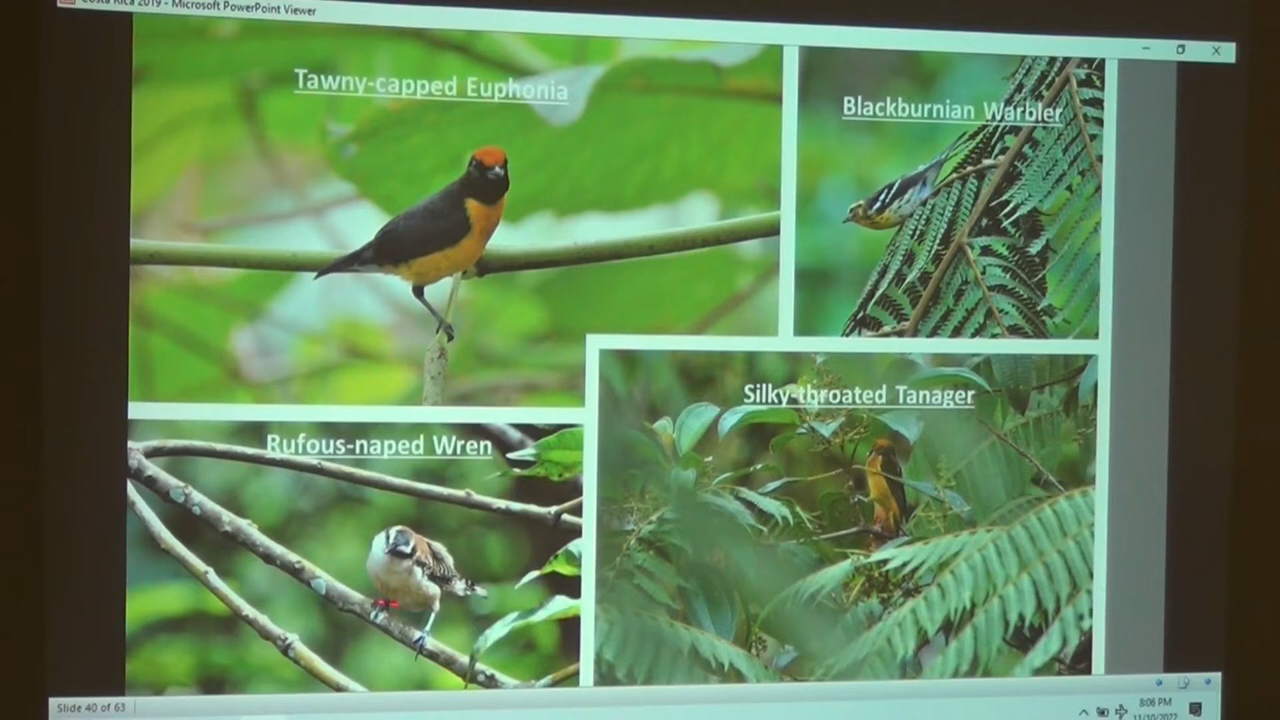 Costa Rica 2019 - Microsoft PowerPoint Viewer
Tawny-capped Euphonia
Blackburnian Warbler
Silky-throated Tanager
Rufous-naped Wren
Slide 40 of 63
8:06 PM
11/10/2022